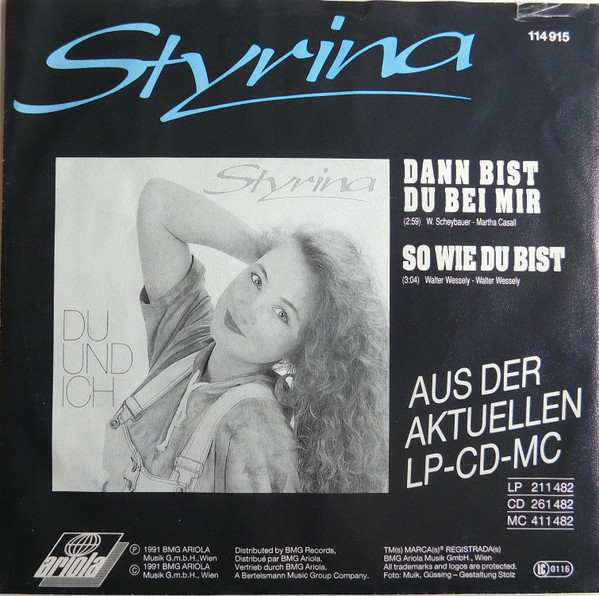 Styrina
114 915
Styrina
DU
UND
ICH
DANN BIST
DU BEI MIR
(2:59) W. Scheybauer - Martha Casall
SO WIE DU BIST
(3:04) Walter Wessely - Walter Wessely
AUS DER
AKTUELLEN
LP-CD-MC
LP 211 482
CD 261 482
MC 411 482
ariola
Ⓟ 1991 BMG ARIOLA
Musik G.m.b.H., Wien
© 1991 BMG ARIOLA
Musik G.m.b.H., Wien
Distributed by BMG Records,
Distribué par BMG Ariola.
Vertrieb durch BMG Ariola.
A Bertelsmann Music Group Company.
TM(s) MARCA(s)® REGISTRADA(s)
BMG Ariola Musik GmbH., Wien
All trademarks and logos are protected.
Foto: Muik, Güssing – Gestaltung Stolz
LC 0116